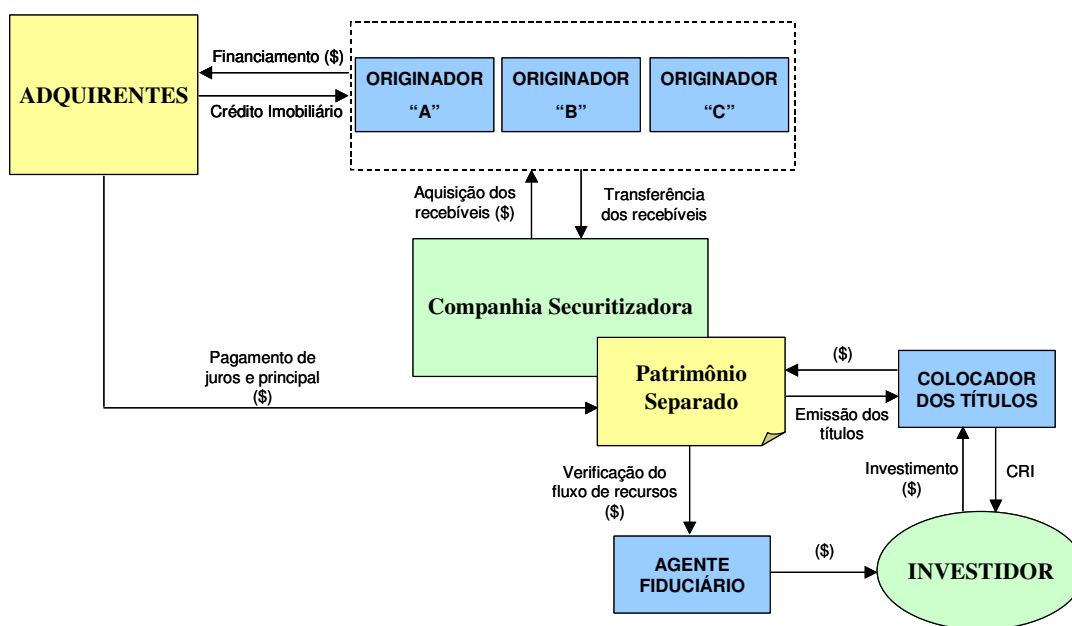 Financiamento ($)
ADQUIRENTES
Crédito Imobiliário
ORIGINADOR
“A”
ORIGINADOR
“B”
ORIGINADOR
“C”
Aquisição dos
recebíveis ($)
Transferência
dos recebíveis
Companhia Securitizadora
Pagamento de
juros e principal
($)
Patrimônio
Separado
($)
COLOCADOR
DOS TÍTULOS
Emissão dos
títulos
Verificação do
fluxo de recursos
($)
Investimento
($)
CRI
AGENTE
FIDUCIÁRIO
($)
INVESTIDOR